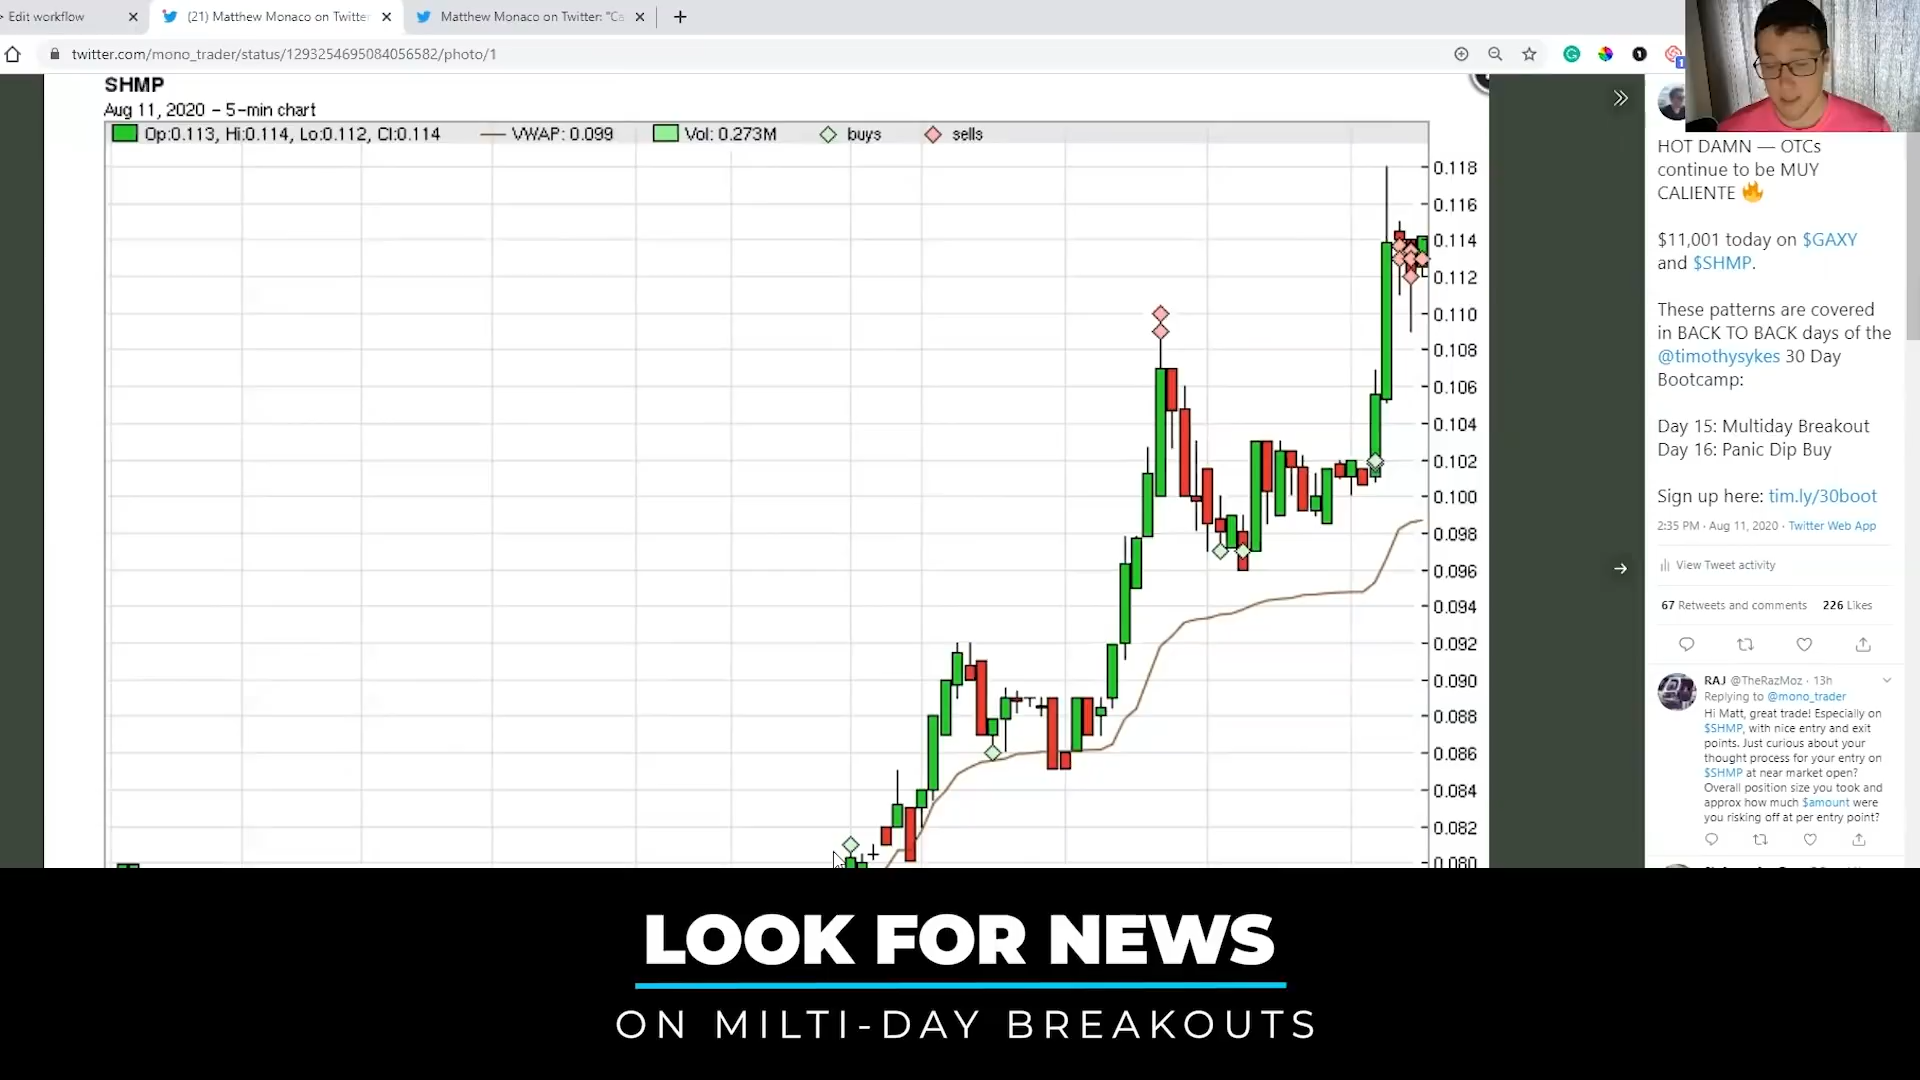 Edit workflow
(21) Matthew Monaco on Twitter
Matthew Monaco on Twitter: "Ca
twitter.com/mono_trader/status/1293254695084056582/photo/1
SHMP
Aug 11, 2020 - 5-min chart
Op:0.113, Hi:0.114, Lo:0.112, Cl:0.114
VWAP: 0.099
Vol: 0.273M
buys
sells
0.118
0.116
0.114
0.112
0.110
0.108
0.106
0.104
0.102
0.100
0.098
0.096
0.094
0.092
0.090
0.088
0.086
0.084
0.082
0.080
HOT DAMN — OTCs
continue to be MUY
CALIENTE 🔥
$11,001 today on $GAXY
and $SHMP.
These patterns are covered
in BACK TO BACK days of the
@timothysykes 30 Day
Bootcamp:
Day 15: Multiday Breakout
Day 16: Panic Dip Buy
Sign up here: tim.ly/30boot
2:35 PM · Aug 11, 2020 · Twitter Web App
View Tweet activity
67 Retweets and comments 226 Likes
RAJ @TheRazMoz · 13h
Replying to @mono_trader
Hi Matt, great trade! Especially on
$SHMP, with nice entry and exit
points. Just curious about your
thought process for your entry on
$SHMP at near market open?
Overall position size you took and
approx how much $amount were
you risking off at per entry point?
LOOK FOR NEWS
ON MILTI-DAY BREAKOUTS